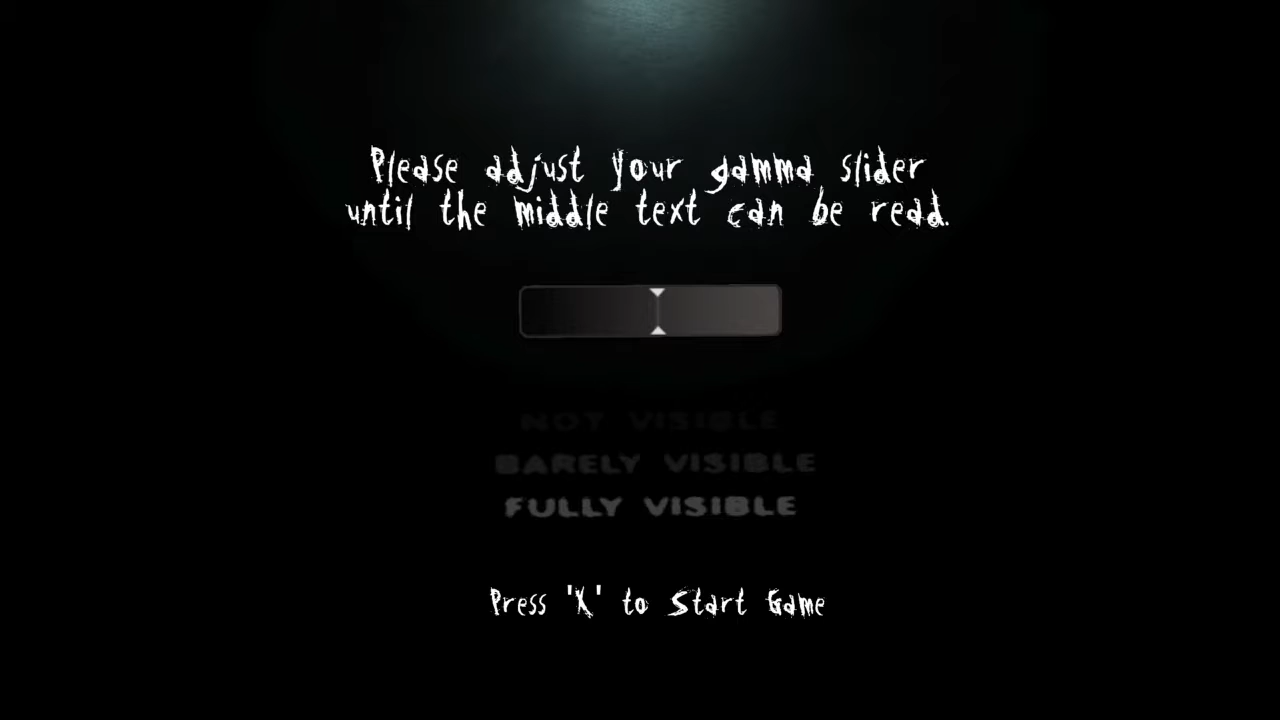 Please adjust your gamma slider
until the middle text can be read.
NOT VISIBLE
BARELY VISIBLE
FULLY VISIBLE
Press 'X' to Start Game